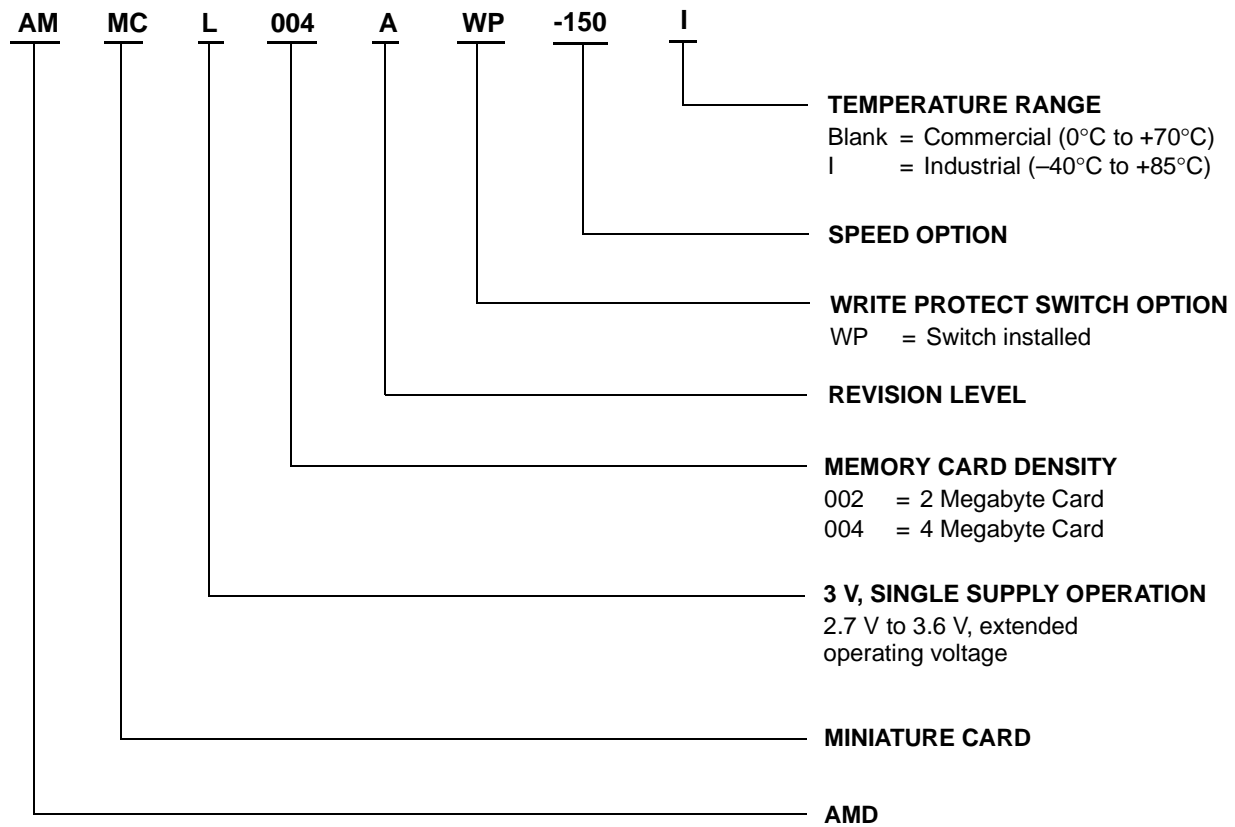 AM MC L 004 A WP -150 I
TEMPERATURE RANGE
Blank = Commercial (0°C to +70°C)
I = Industrial (–40°C to +85°C)
SPEED OPTION
WRITE PROTECT SWITCH OPTION
WP = Switch installed
REVISION LEVEL
MEMORY CARD DENSITY
002 = 2 Megabyte Card
004 = 4 Megabyte Card
3 V, SINGLE SUPPLY OPERATION
2.7 V to 3.6 V, extended
operating voltage
MINIATURE CARD
AMD